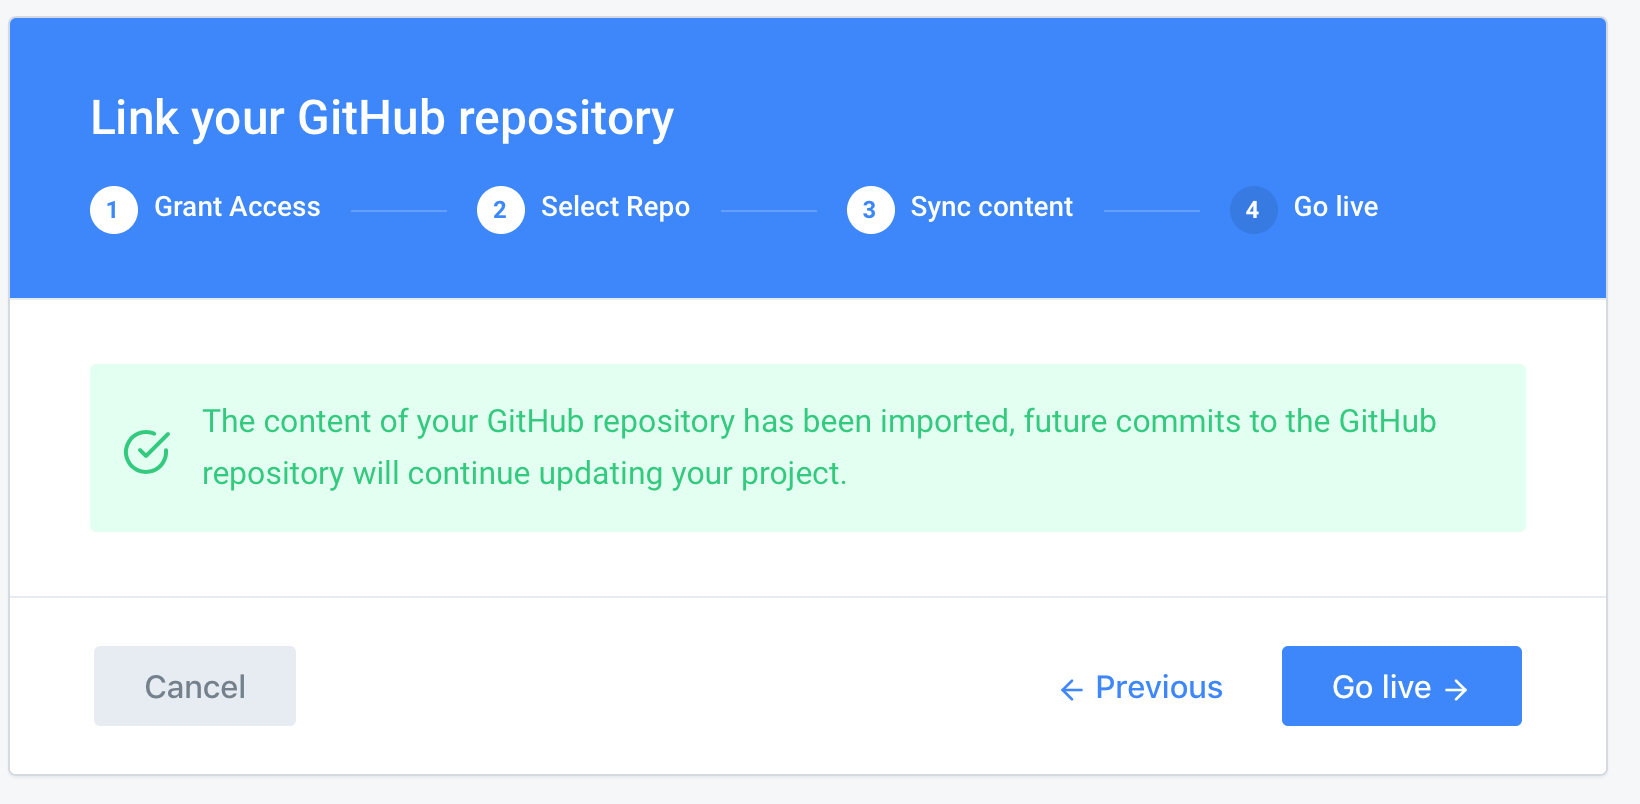 Link your GitHub repository
1 Grant Access 2 Select Repo 3 Sync content 4 Go live
The content of your GitHub repository has been imported, future commits to the GitHub
repository will continue updating your project.
Cancel ← Previous Go live →